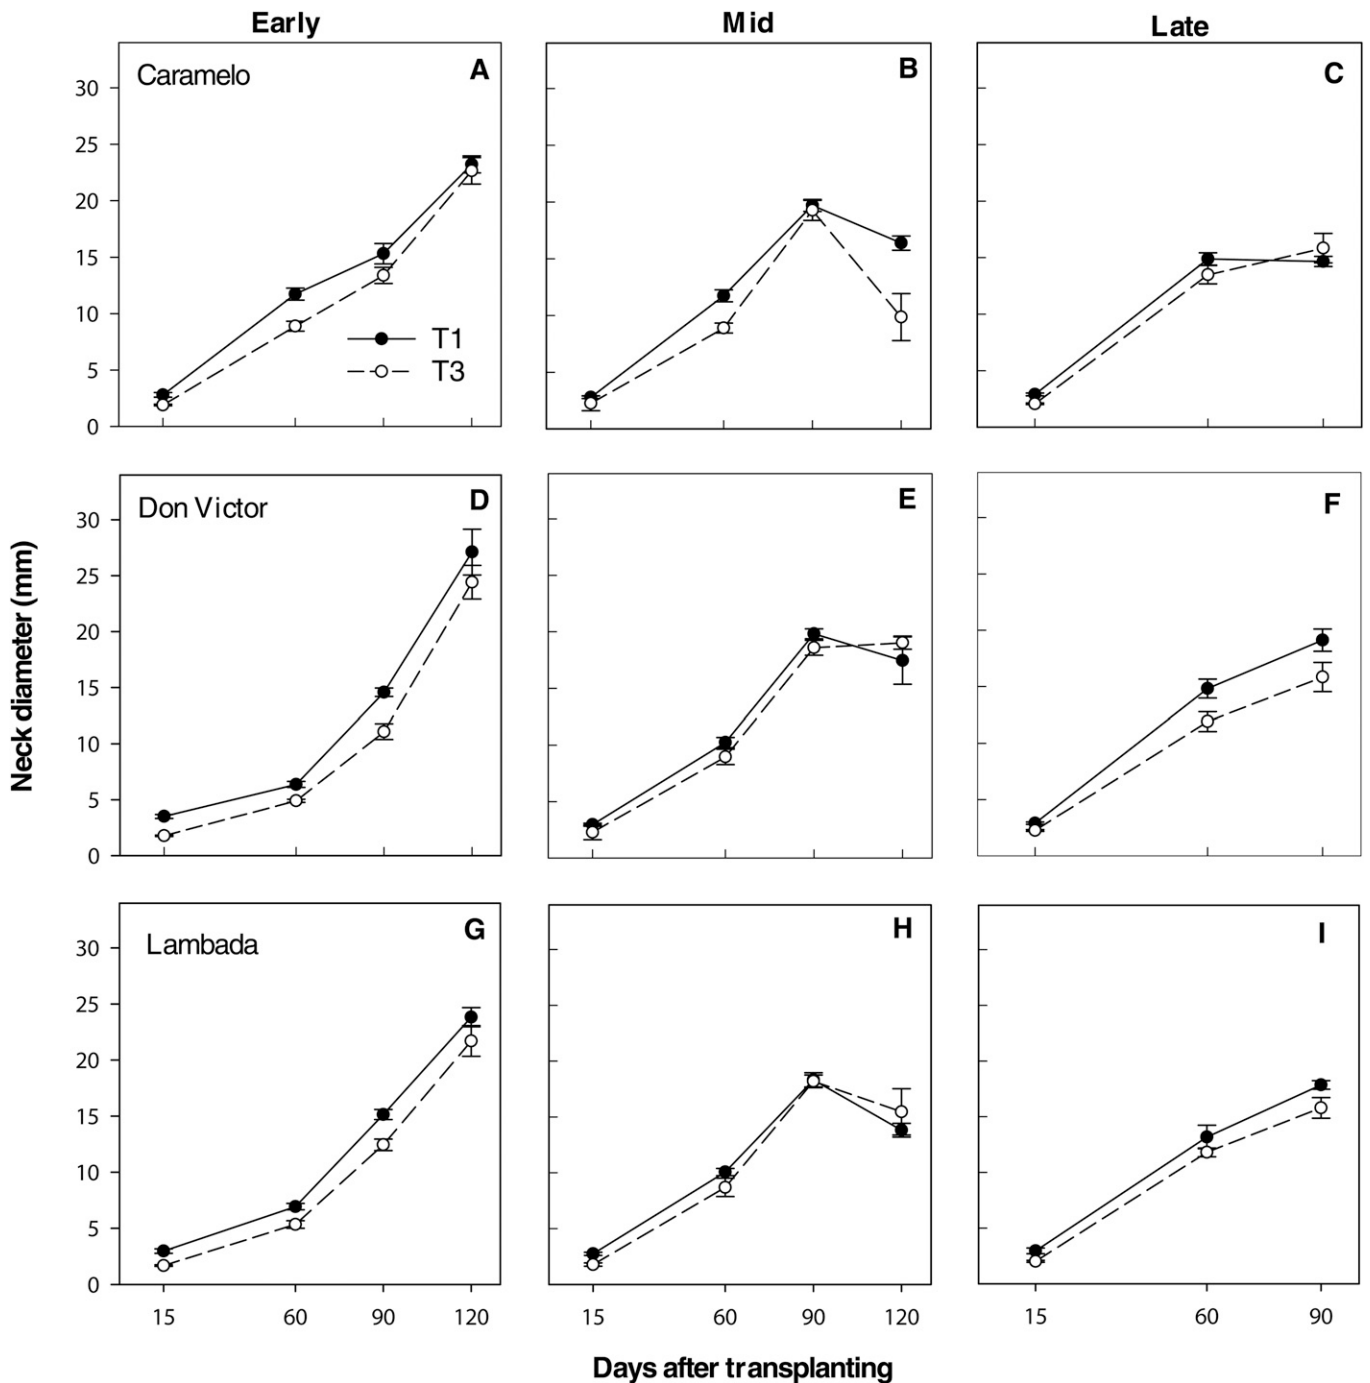 Early Mid Late
Caramelo A B C
30
25
20
15
10
5
0
T1
T3
Don Victor D E F
30
25
20
15
10
5
0
Neck diameter (mm)
Lambada G H I
30
25
20
15
10
5
0
15 60 90 120 15 60 90 120 15 60 90
Days after transplanting